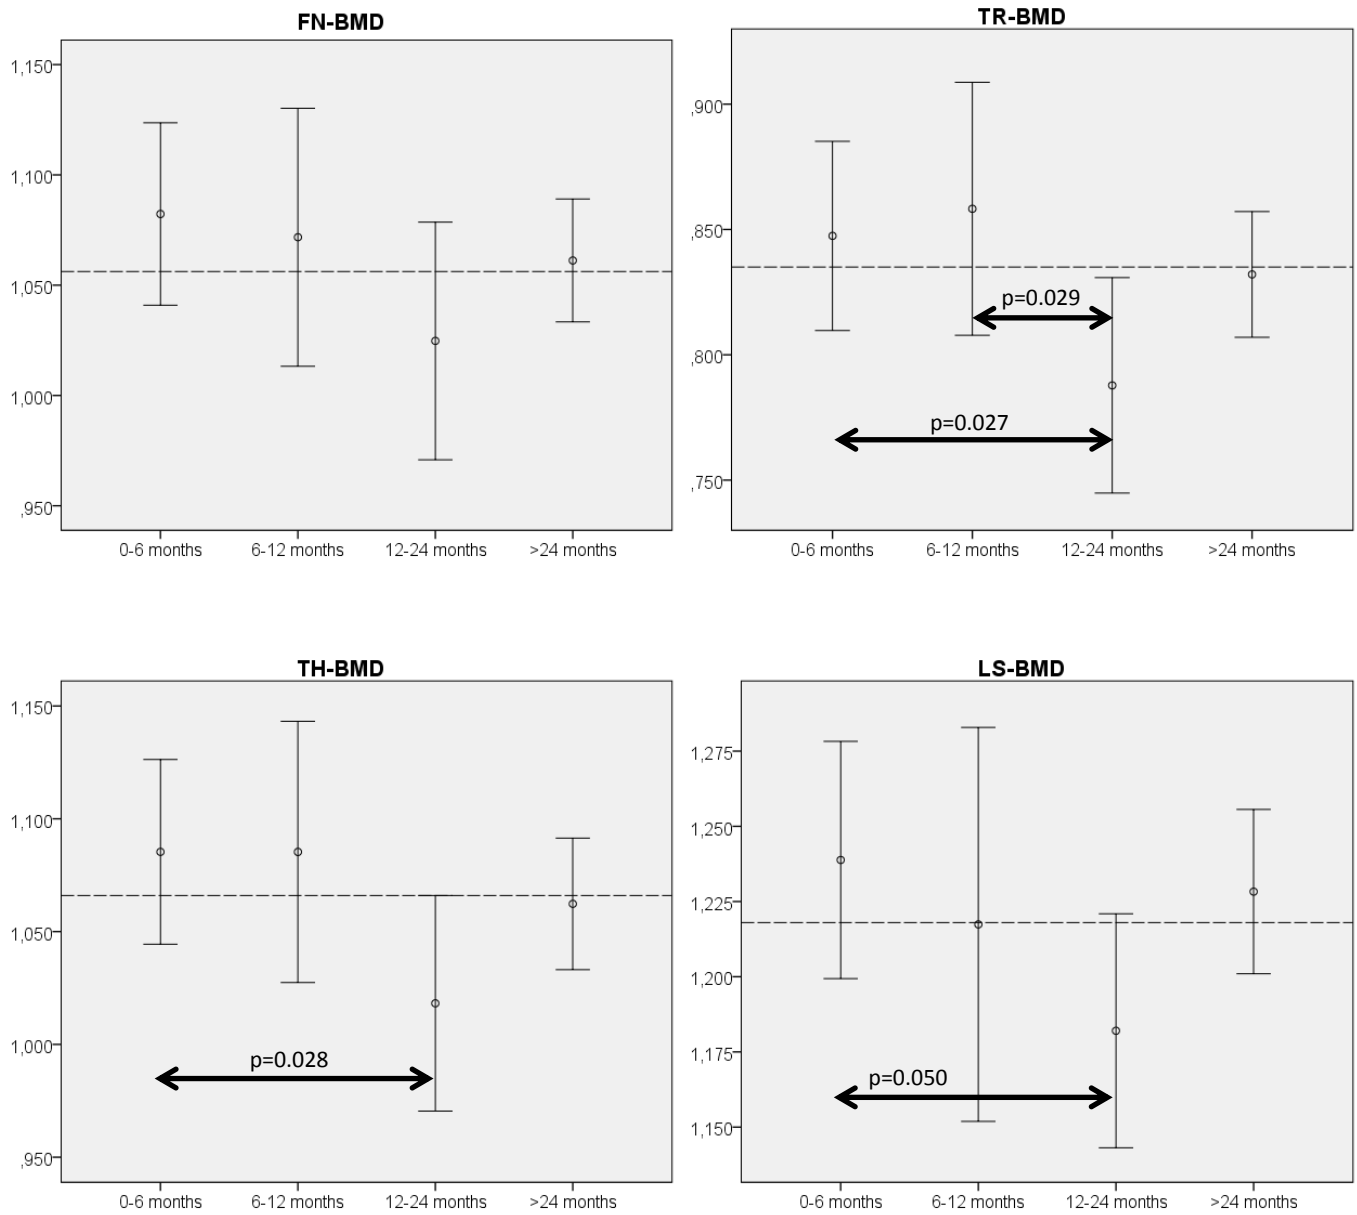 FN-BMD
1,150
1,100
1,050
1,000
,950
0-6 months 6-12 months 12-24 months >24 months
TR-BMD
,900
,850
,800
,750
p=0.029
p=0.027
0-6 months 6-12 months 12-24 months >24 months
TH-BMD
1,150
1,100
1,050
1,000
,950
p=0.028
0-6 months 6-12 months 12-24 months >24 months
LS-BMD
1,275
1,250
1,225
1,200
1,175
1,150
p=0.050
0-6 months 6-12 months 12-24 months >24 months